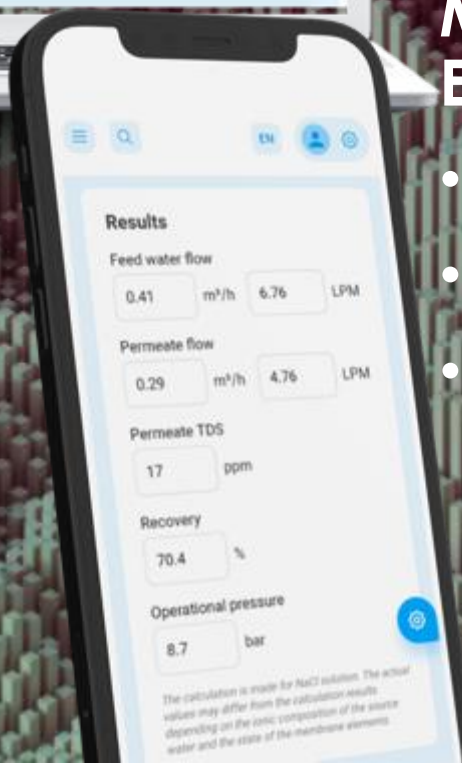 EN
Results
Feed water flow
0.41 m³/h 6.76 LPM
Permeate flow
0.29 m³/h 4.76 LPM
Permeate TDS
17 ppm
Recovery
70.4 %
Operational pressure
8.7 bar
The calculation is made for NaCl solution. The actual
values may differ from the calculation results
depending on the ionic composition of the source
water and the state of the membrane elements.